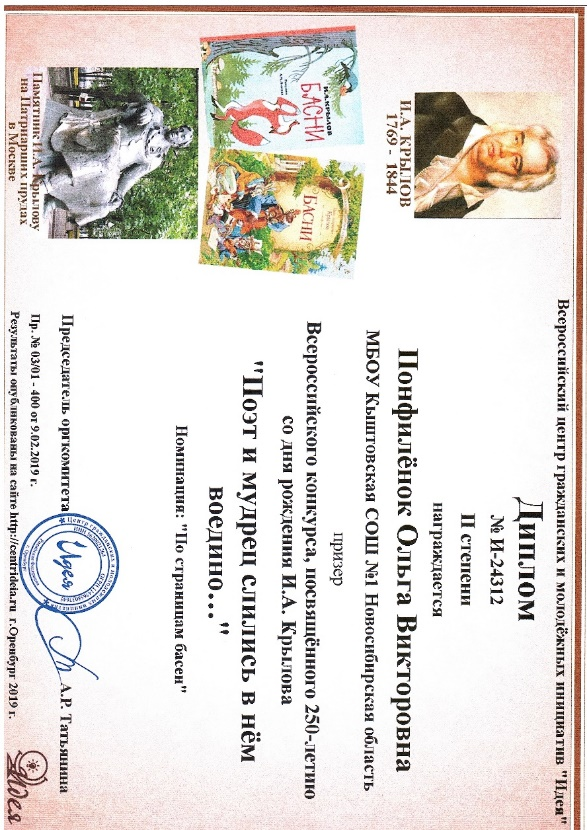 Всероссийский центр гражданских и молодёжных инициатив "Идея"
Диплом
№ И-24312
II степени
награждается
Понфилёнок Ольга Викторовна
МБОУ Кыштовская СОШ №1 Новосибирская область
призер
Всероссийского конкурса, посвящённого 250-летию
со дня рождения И.А. Крылова
"Поэт и мудрец слились в нём
воедино..."
Номинация: "По страницам басен"
И.А. КРЫЛОВ
1769 - 1844
И.А. КРЫЛОВ
БАСНИ
БАСНИ
Памятник И.А. Крылову
на Патриарших прудах
в Москве
Председатель оргкомитета
А.Р. Татьянина
Идея
Пр. № 03/01 - 400 от 9.02.2019 г.
Результаты опубликованы на сайте http://centrideia.ru г.Оренбург 2019 г.
Идея